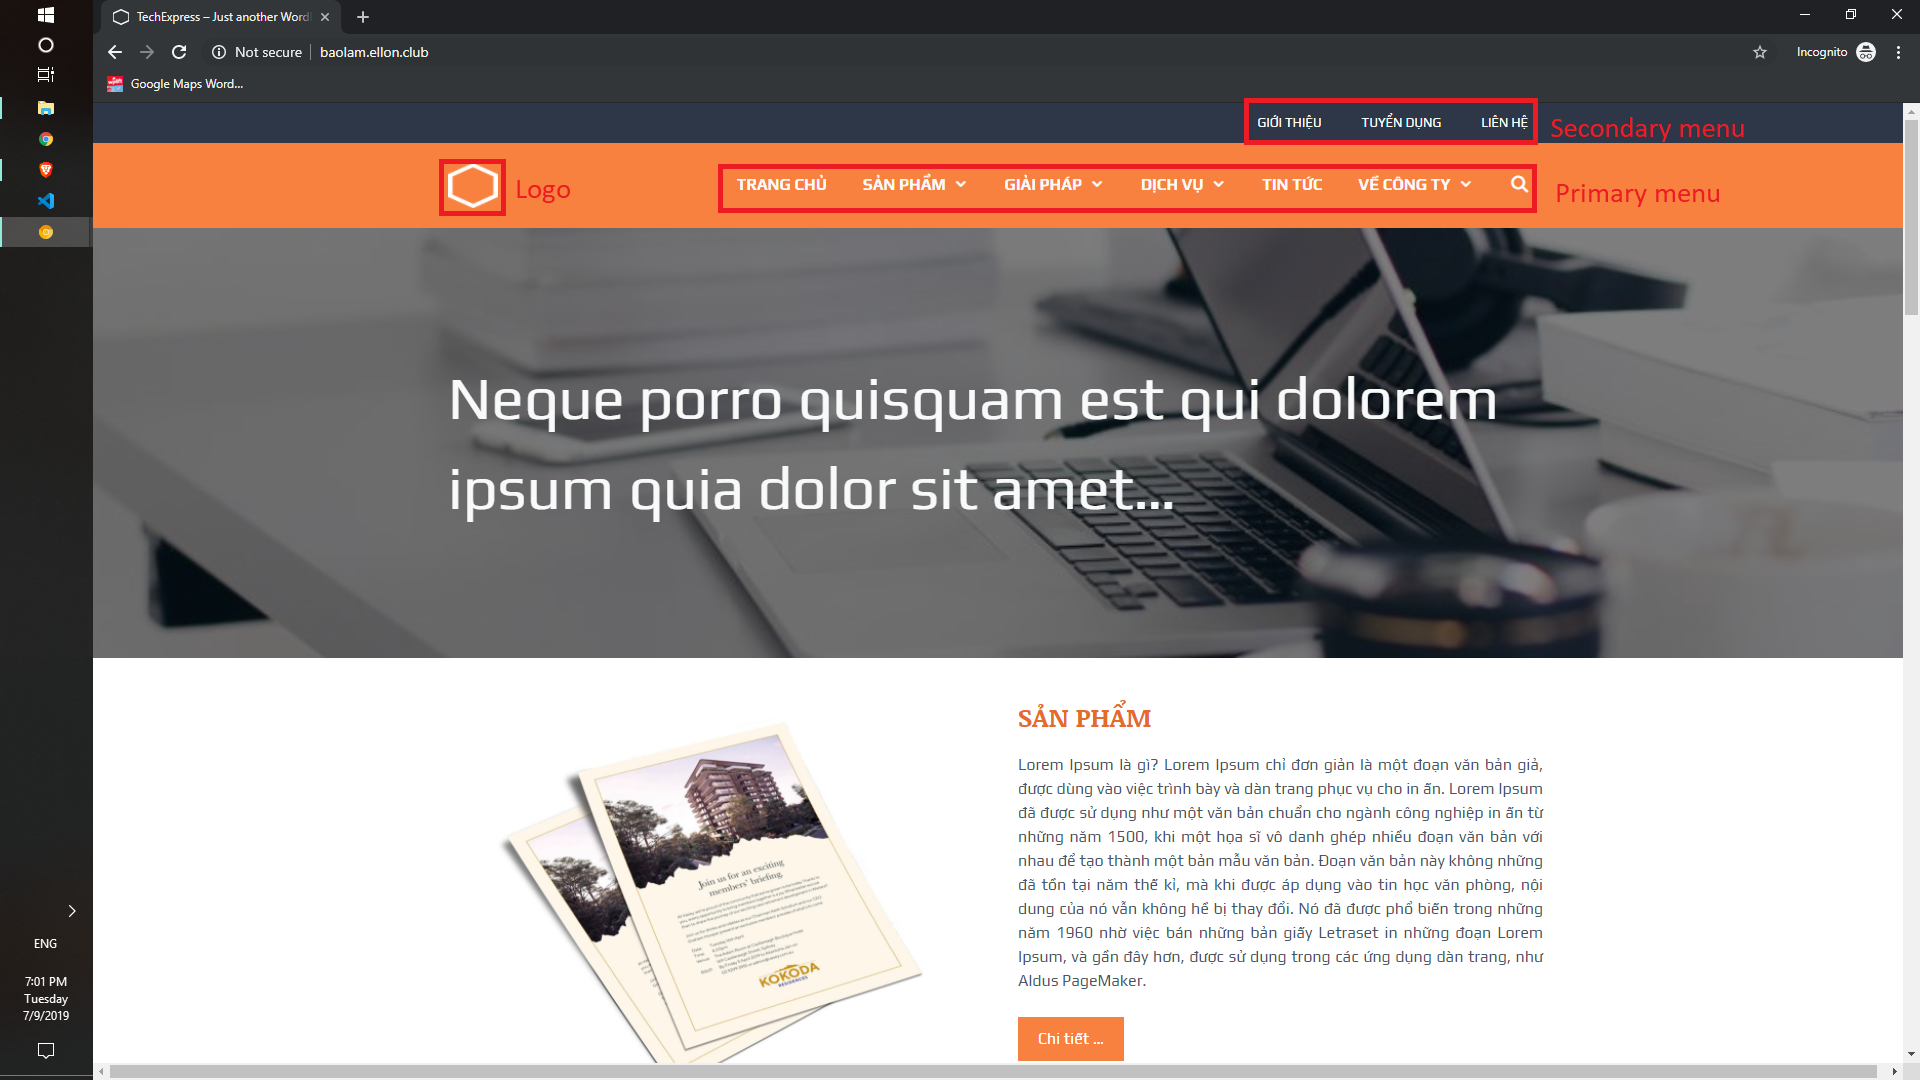 TechExpress – Just another Word
Not secure
baolam.ellon.club
Incognito
Google Maps Word...
GIỚI THIỆU TUYỂN DỤNG LIÊN HỆ
Secondary menu
Logo
TRANG CHỦ SẢN PHẨM GIẢI PHÁP DỊCH VỤ TIN TỨC VỀ CÔNG TY
Primary menu
Neque porro quisquam est qui dolorem
ipsum quia dolor sit amet...
Join us for an exciting
members' briefing.
KOKODA
RESIDENCES
SẢN PHẨM
Lorem Ipsum là gì? Lorem Ipsum chỉ đơn giản là một đoạn văn bản giả,
được dùng vào việc trình bày và dàn trang phục vụ cho in ấn. Lorem Ipsum
đã được sử dụng như một văn bản chuẩn cho ngành công nghiệp in ấn từ
những năm 1500, khi một họa sĩ vô danh ghép nhiều đoạn văn bản với
nhau để tạo thành một bản mẫu văn bản. Đoạn văn bản này không những
đã tồn tại năm thế kỉ, mà khi được áp dụng vào tin học văn phòng, nội
dung của nó vẫn không hề bị thay đổi. Nó đã được phổ biến trong những
năm 1960 nhờ việc bán những bản giấy Letraset in những đoạn Lorem
Ipsum, và gần đây hơn, được sử dụng trong các ứng dụng dàn trang, như
Aldus PageMaker.
Chi tiết ...
ENG
7:01 PM
Tuesday
7/9/2019